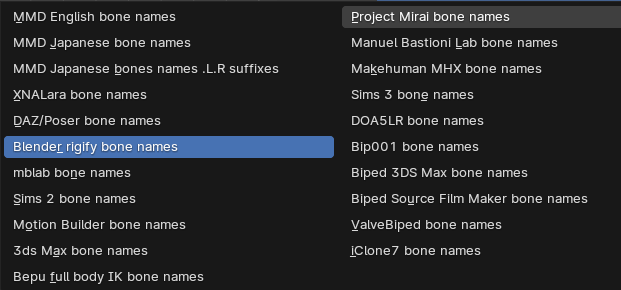 MMD English bone names
MMD Japanese bone names
MMD Japanese bones names .L.R suffixes
XNALara bone names
DAZ/Poser bone names
Blender rigify bone names
mblab bone names
Sims 2 bone names
Motion Builder bone names
3ds Max bone names
Bepu full body IK bone names
Project Mirai bone names
Manuel Bastioni Lab bone names
Makehuman MHX bone names
Sims 3 bone names
DOA5LR bone names
Bip001 bone names
Biped 3DS Max bone names
Biped Source Film Maker bone names
ValveBiped bone names
iClone7 bone names